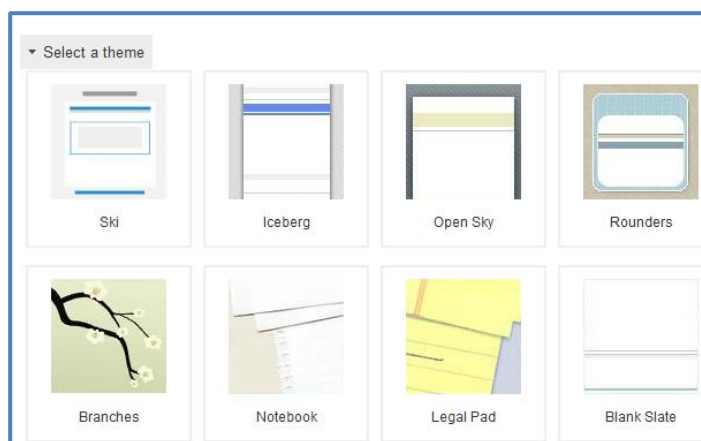 Select a theme
Ski Iceberg Open Sky Rounders
Branches Notebook Legal Pad Blank Slate